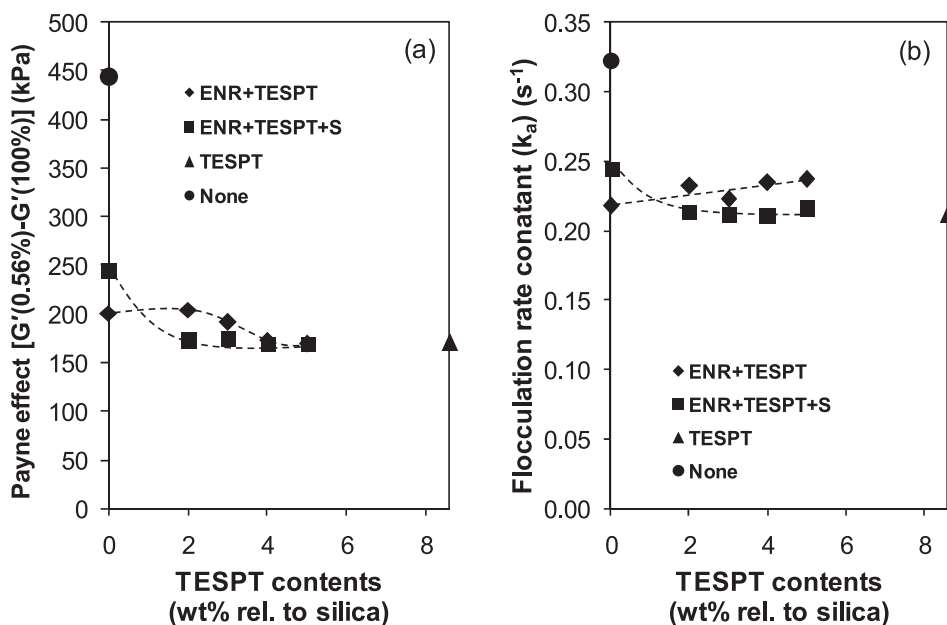 Payne effect [G′(0.56%)-G′(100%)] (kPa)
500
450
400
350
300
250
200
150
100
50
0
(a)
ENR+TESPT
ENR+TESPT+S
TESPT
None
0 2 4 6 8
TESPT contents
(wt% rel. to silica)
Flocculation rate conatant (ka) (s-1)
0.35
0.30
0.25
0.20
0.15
0.10
0.05
0.00
(b)
ENR+TESPT
ENR+TESPT+S
TESPT
None
0 2 4 6 8
TESPT contents
(wt% rel. to silica)